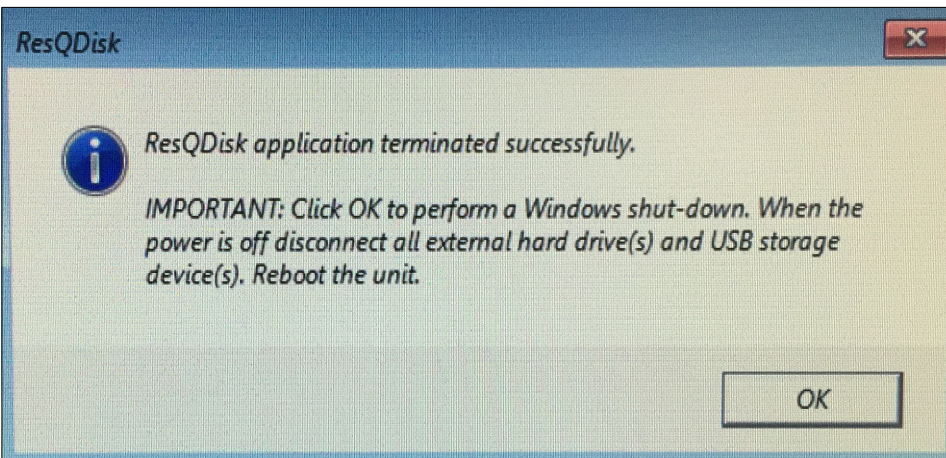 ResQDisk
ResQDisk application terminated successfully.
IMPORTANT: Click OK to perform a Windows shut-down. When the
power is off disconnect all external hard drive(s) and USB storage
device(s). Reboot the unit.
OK